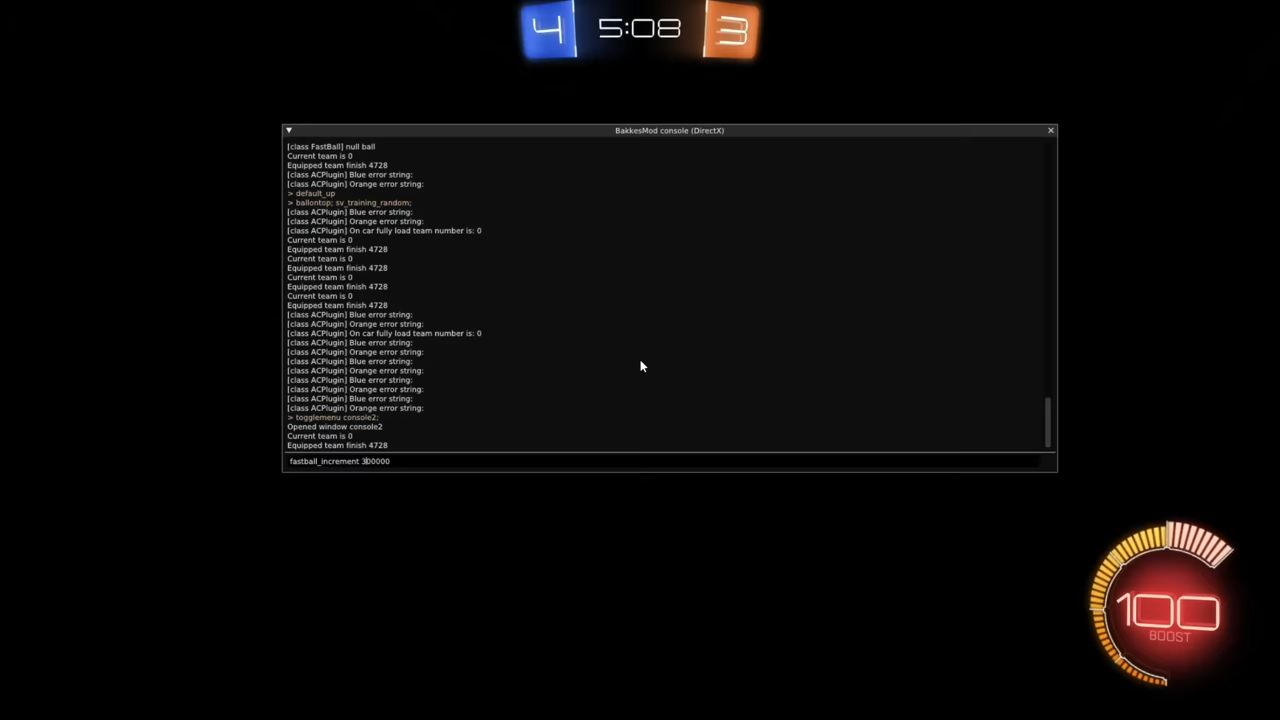 4 5:08 3
BakkesMod console (DirectX)
[class FastBall] null ball
Current team is 0
Equipped team finish 4728
[class ACPlugin] Blue error string:
[class ACPlugin] Orange error string:
> default_up
> ballontop; sv_training_random;
[class ACPlugin] Blue error string:
[class ACPlugin] Orange error string:
[class ACPlugin] On car fully load team number is: 0
Current team is 0
Equipped team finish 4728
Current team is 0
Equipped team finish 4728
Current team is 0
Equipped team finish 4728
Current team is 0
Equipped team finish 4728
[class ACPlugin] Blue error string:
[class ACPlugin] Orange error string:
[class ACPlugin] On car fully load team number is: 0
[class ACPlugin] Blue error string:
[class ACPlugin] Orange error string:
[class ACPlugin] Blue error string:
[class ACPlugin] Orange error string:
[class ACPlugin] Blue error string:
[class ACPlugin] Orange error string:
[class ACPlugin] Blue error string:
[class ACPlugin] Orange error string:
> togglemenu console2;
Opened window console2
Current team is 0
Equipped team finish 4728
fastball_increment 300000
100
BOOST